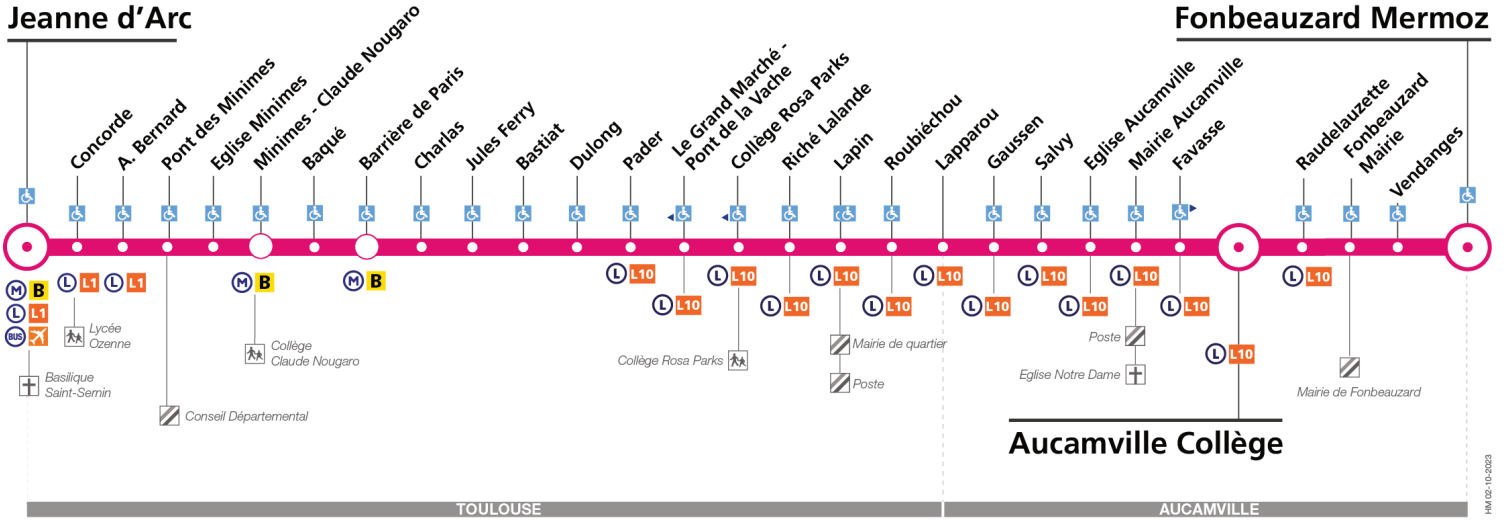 Jeanne d'Arc
Fonbeauzard Mermoz
Concorde
A. Bernard
Pont des Minimes
Eglise Minimes
Minimes - Claude Nougaro
Baqué
Barrière de Paris
Charlas
Jules Ferry
Bastiat
Dulong
Pader
Le Grand Marché -
Pont de la Vache
Collège Rosa Parks
Riché Lalande
Lapin
Roubiéchou
Lapparou
Gaussen
Salvy
Eglise Aucamville
Mairie Aucamville
Favasse
Raudelauzette
Fonbeauzard
Mairie
Vendanges
M B
L L1
BUS
L L1
L L1
M B
M B
L L10
L L10
L L10
L L10
L L10
L L10
L L10
L L10
L L10
L L10
L L10
L L10
L L10
L L10
Basilique
Saint-Sernin
Lycée
Ozenne
Conseil Départemental
Collège
Claude Nougaro
Collège Rosa Parks
Mairie de quartier
Poste
Poste
Eglise Notre Dame
Mairie de Fonbeauzard
Aucamville Collège
TOULOUSE
AUCAMVILLE
HM 02-10-2023